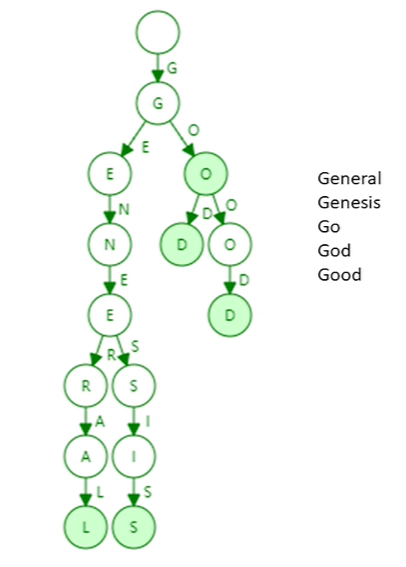 G
G
E O
E O
N D O
N D O
E D
E D
R S
R S
A I
A I
L S
L S
General
Genesis
Go
God
Good